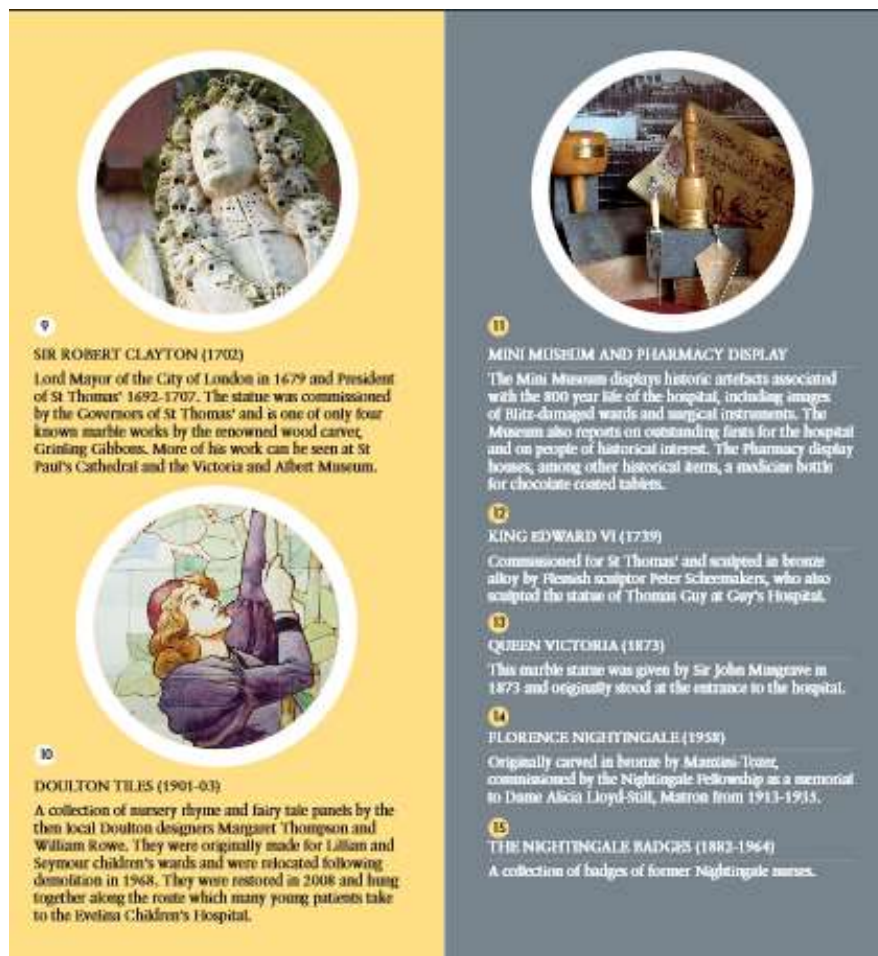 9
SIR ROBERT CLAYTON (1702)
Lord Mayor of the City of London in 1679 and President
of St Thomas' 1692-1707. The statue was commissioned
by the Governors of St Thomas' and is one of only four
known marble works by the renowned wood carver,
Grinling Gibbons. More of his work can be seen at St
Paul's Cathedral and the Victoria and Albert Museum.
10
DOULTON TILES (1901-03)
A collection of nursery rhyme and fairy tale panels by the
then local Doulton designers Margaret Thompson and
William Rowe. They were originally made for Lillian and
Seymour children's wards and were relocated following
demolition in 1968. They were restored in 2008 and hung
together along the route which many young patients take
to the Evelina Children's Hospital.
11
MINI MUSEUM AND PHARMACY DISPLAY
The Mini Museum displays historic artefacts associated
with the 800 year life of the hospital, including images
of Blitz-damaged wards and surgical instruments. The
Museum also reports on outstanding firsts for the hospital
and on people of historical interest. The Pharmacy display
houses, among other historical items, a medicine bottle
for chocolate coated tablets.
12
KING EDWARD VI (1739)
Commissioned for St Thomas' and sculpted in bronze
alloy by Flemish sculptor Peter Scheemakers, who also
sculpted the statue of Thomas Guy at Guy's Hospital.
13
QUEEN VICTORIA (1873)
This marble statue was given by Sir John Musgrave in
1873 and originally stood at the entrance to the hospital.
14
FLORENCE NIGHTINGALE (1958)
Originally carved in bronze by
commissioned by the Nightingale Fellowship as a memorial
to Dame Alicia Lloyd-Still, Matron from 1913-1935.
15
THE NIGHTINGALE BADGES (1882-1964)
A collection of badges of former Nightingale nurses.